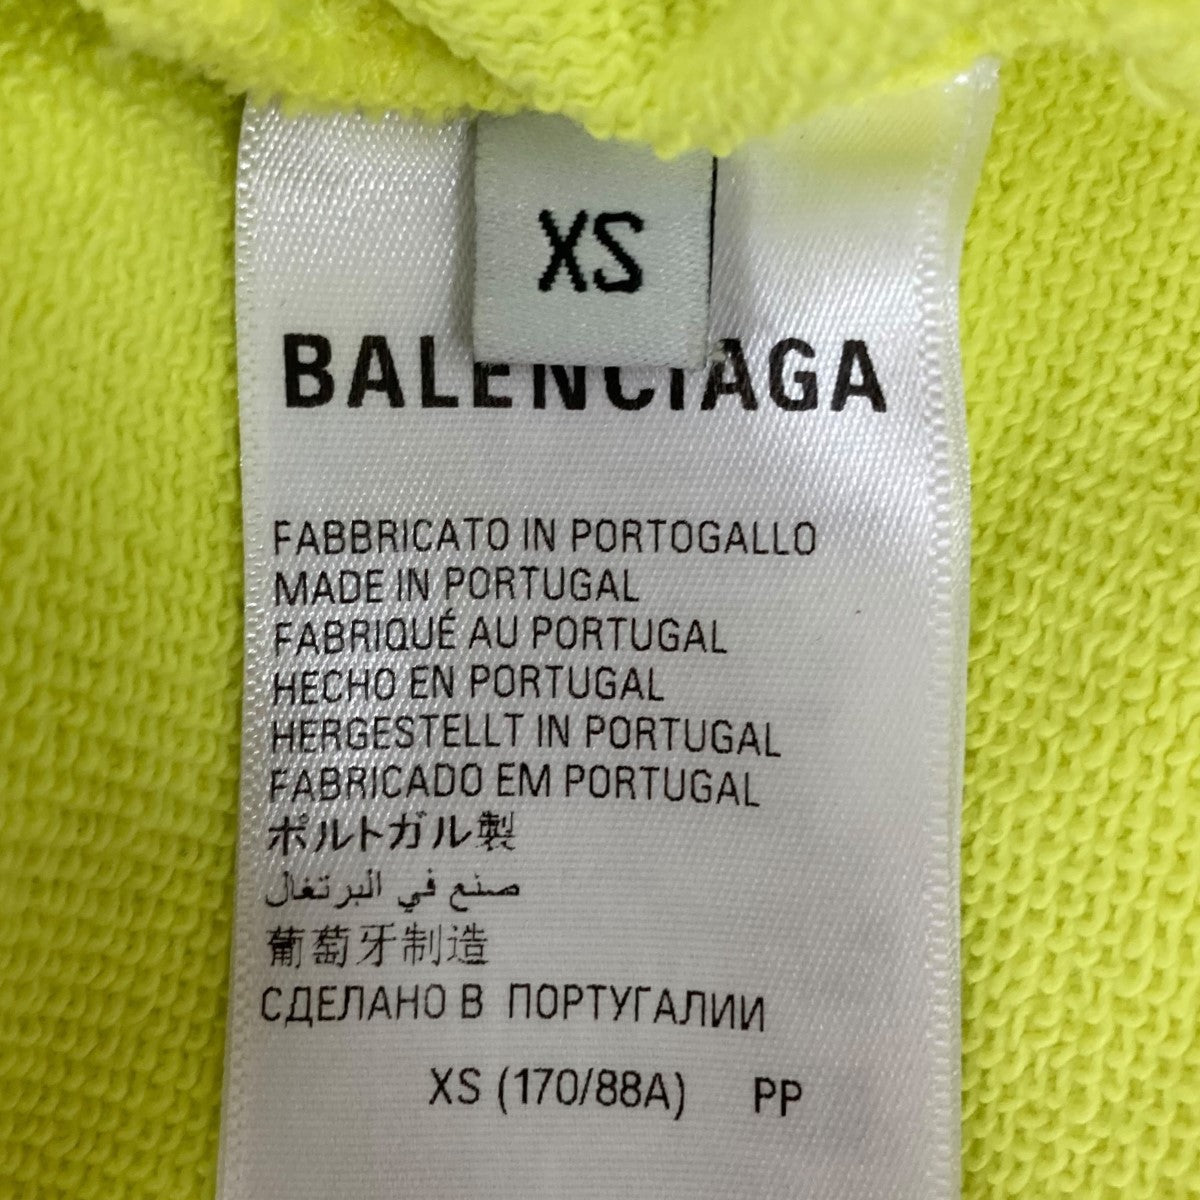 XS
BALENCIAGA
FABBRICATO IN PORTOGALLO
MADE IN PORTUGAL
FABRIQUÉ AU PORTUGAL
HECHO EN PORTUGAL
HERGESTELLT IN PORTUGAL
FABRICADO EM PORTUGAL
ポルトガル製
صنع في البرتغال
葡萄牙制造
СДЕЛАНО В ПОРТУГАЛИИ
XS (170/88A) PP